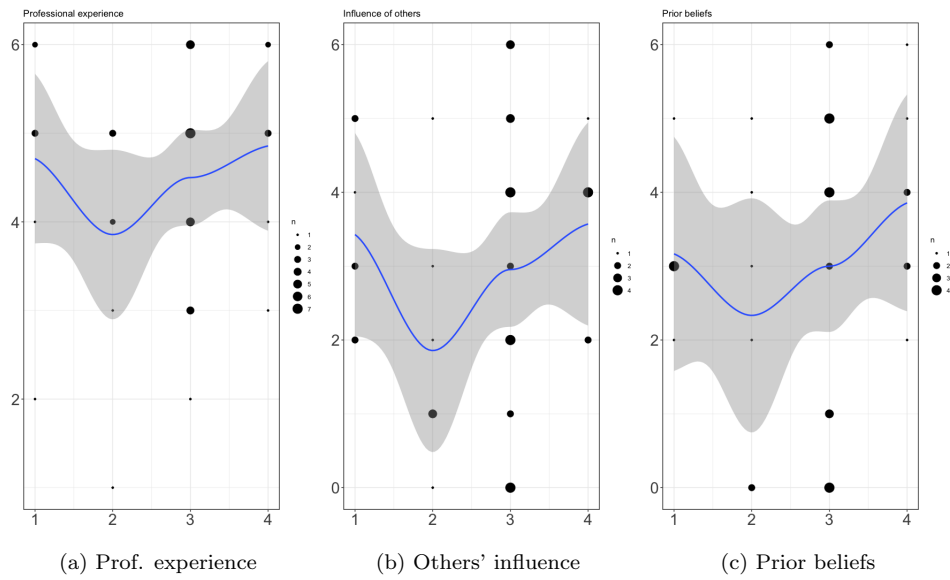 Professional experience
6
4
2
1 2 3 4
n
1
2
3
4
5
6
7
(a) Prof. experience
Influence of others
6
4
2
0
1 2 3 4
n
1
2
3
4
(b) Others' influence
Prior beliefs
6
4
2
0
1 2 3 4
n
1
2
3
4
(c) Prior beliefs